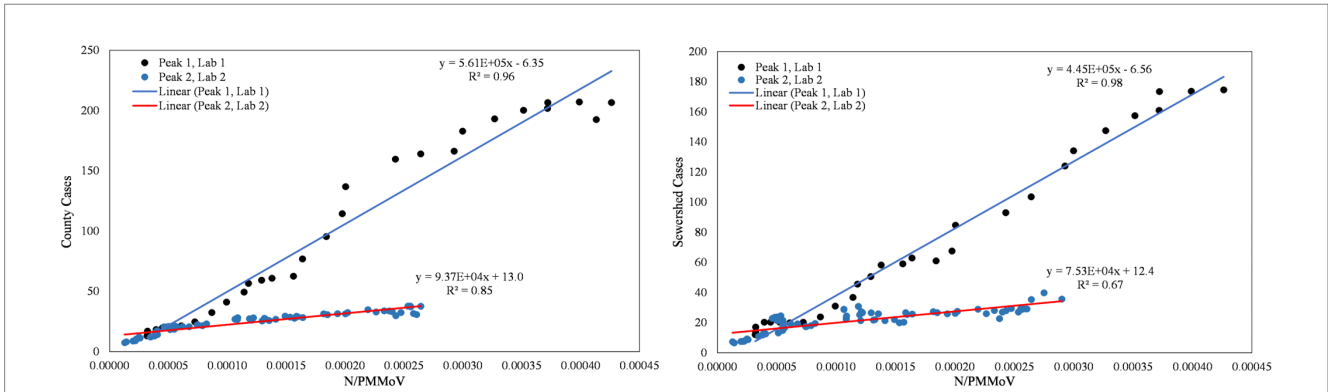 250
200
150
100
50
0
County Cases
Peak 1, Lab 1
Peak 2, Lab 2
Linear (Peak 1, Lab 1)
Linear (Peak 2, Lab 2)
y = 5.61E+05x - 6.35
R² = 0.96
y = 9.37E+04x + 13.0
R² = 0.85
0.00000 0.00005 0.00010 0.00015 0.00020 0.00025 0.00030 0.00035 0.00040 0.00045
N/PMMoV
200
180
160
140
120
100
80
60
40
20
0
Sewershed Cases
Peak 1, Lab 1
Peak 2, Lab 2
Linear (Peak 1, Lab 1)
Linear (Peak 2, Lab 2)
y = 4.45E+05x - 6.56
R² = 0.98
y = 7.53E+04x + 12.4
R² = 0.67
0.00000 0.00005 0.00010 0.00015 0.00020 0.00025 0.00030 0.00035 0.00040 0.00045
N/PMMoV